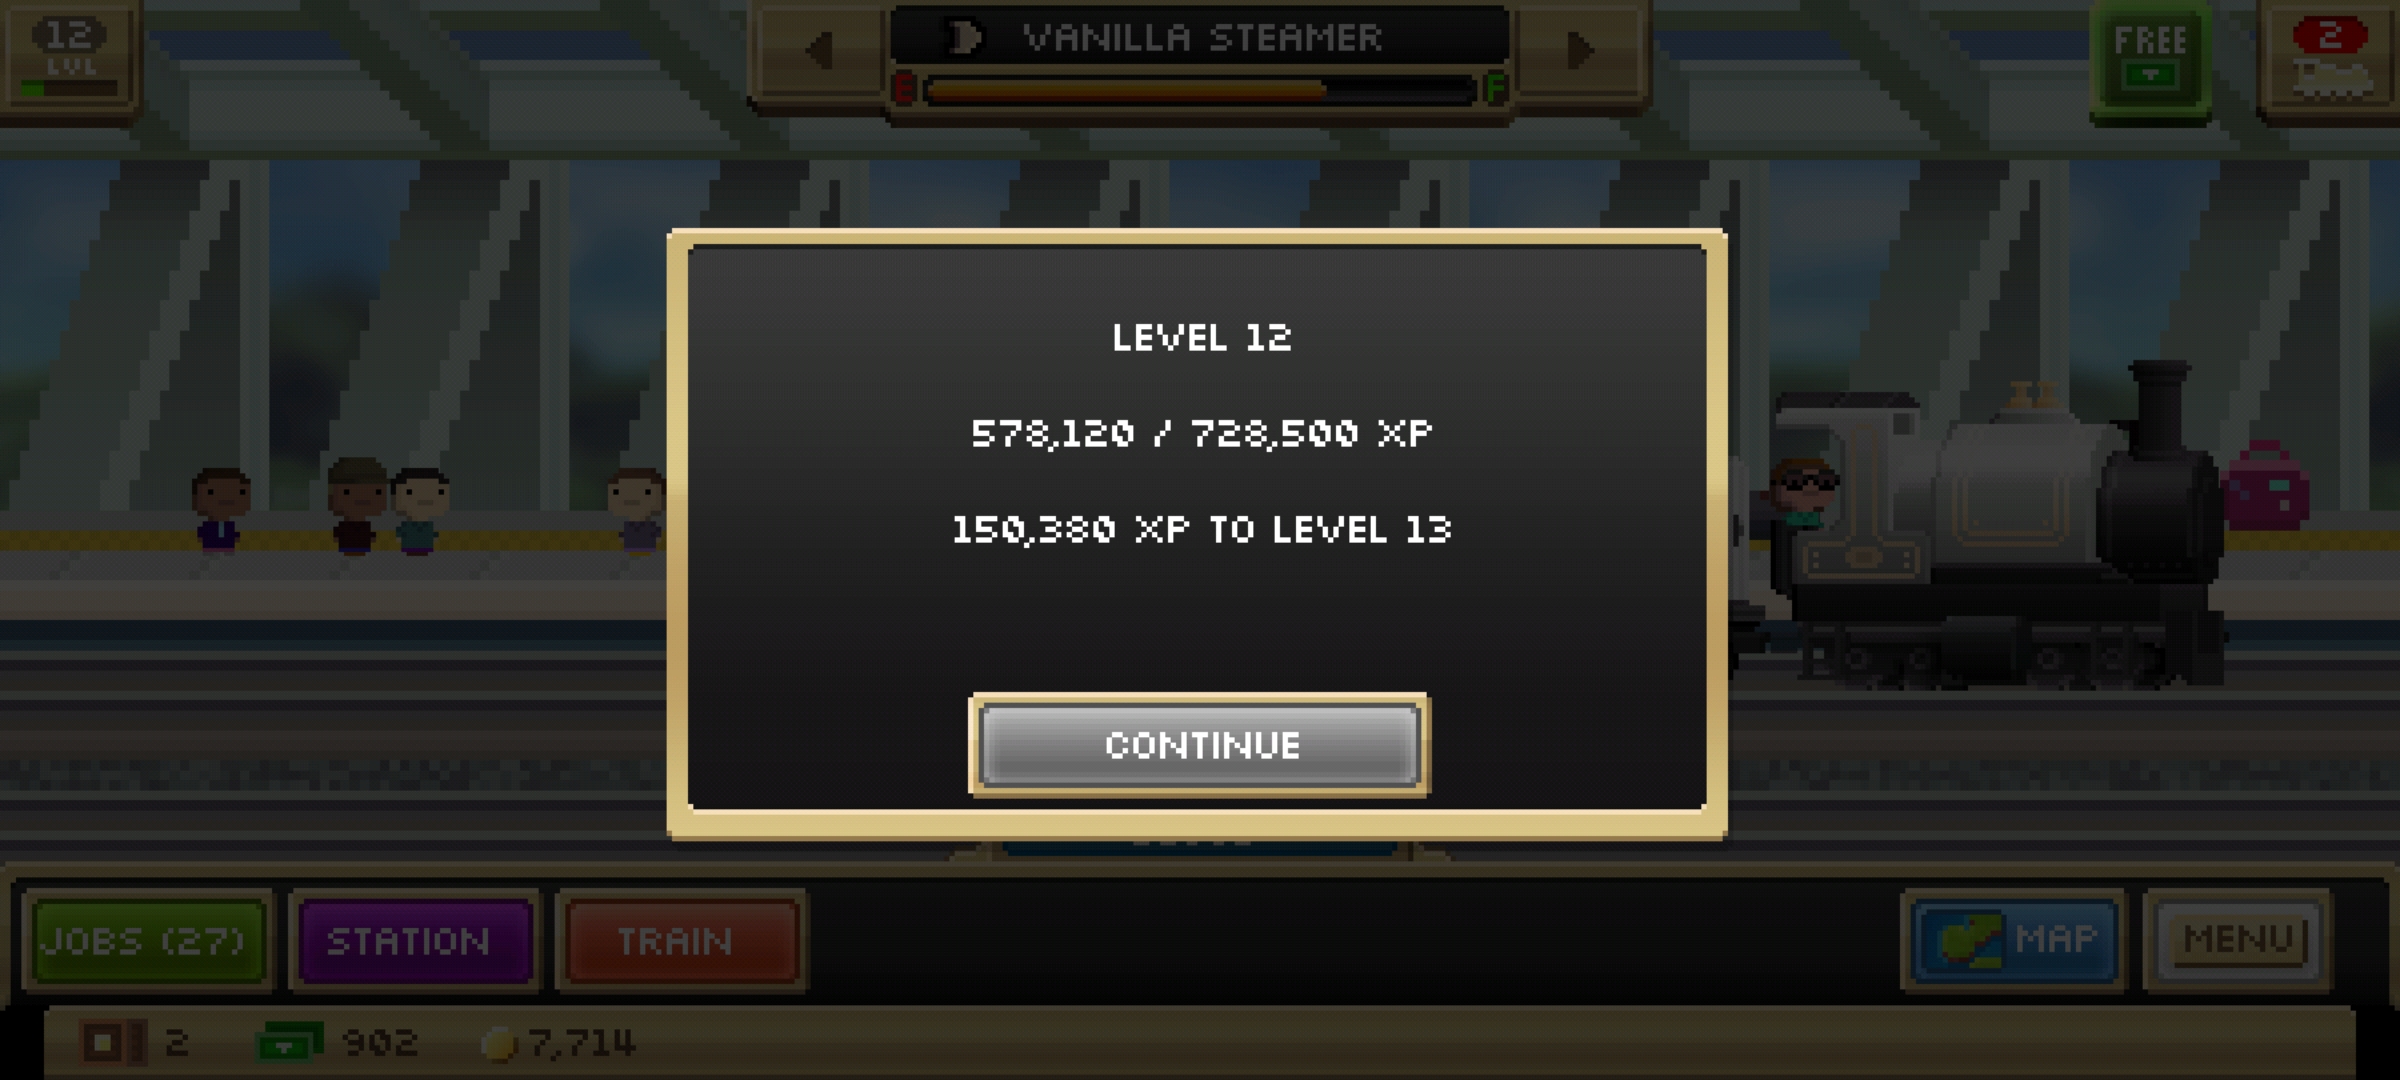 12
LVL
VANILLA STEAMER
E
F
FREE
2
LEVEL 12
578,120 / 728,500 XP
150,380 XP TO LEVEL 13
CONTINUE
JOBS (27)
STATION
TRAIN
MAP
MENU
2
902
7,714